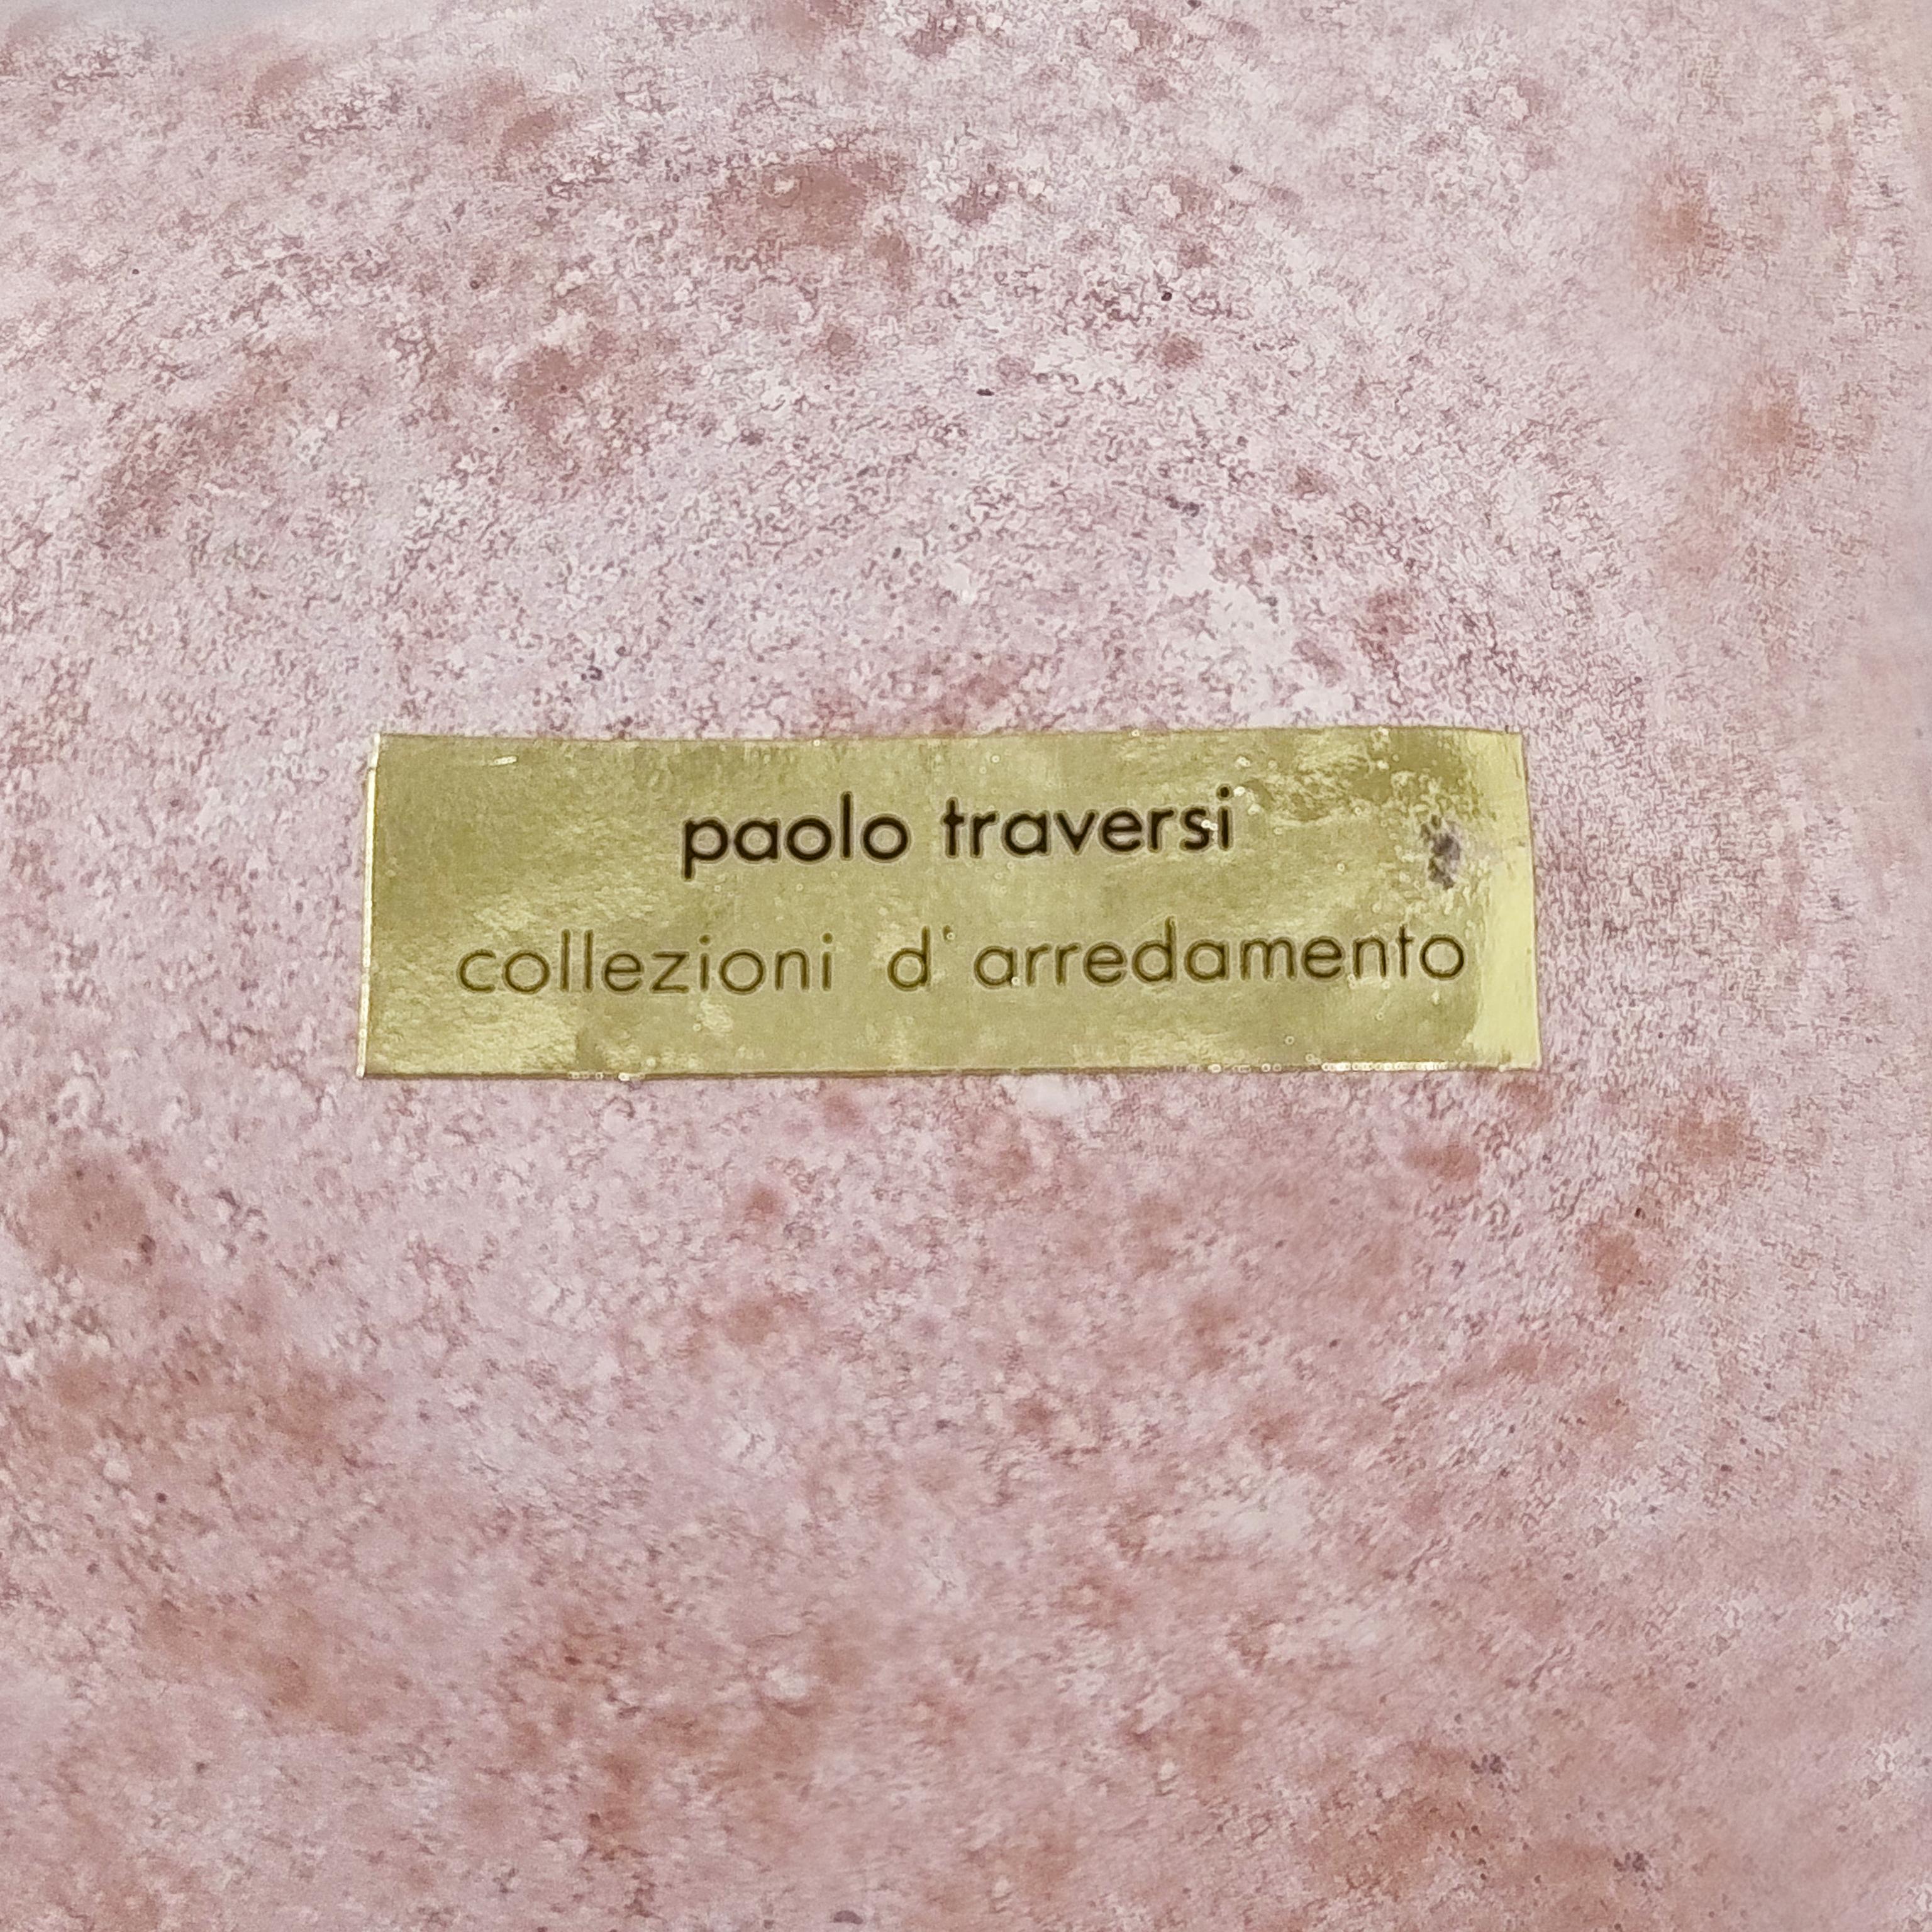 paolo traversi
collezioni d'arredamento